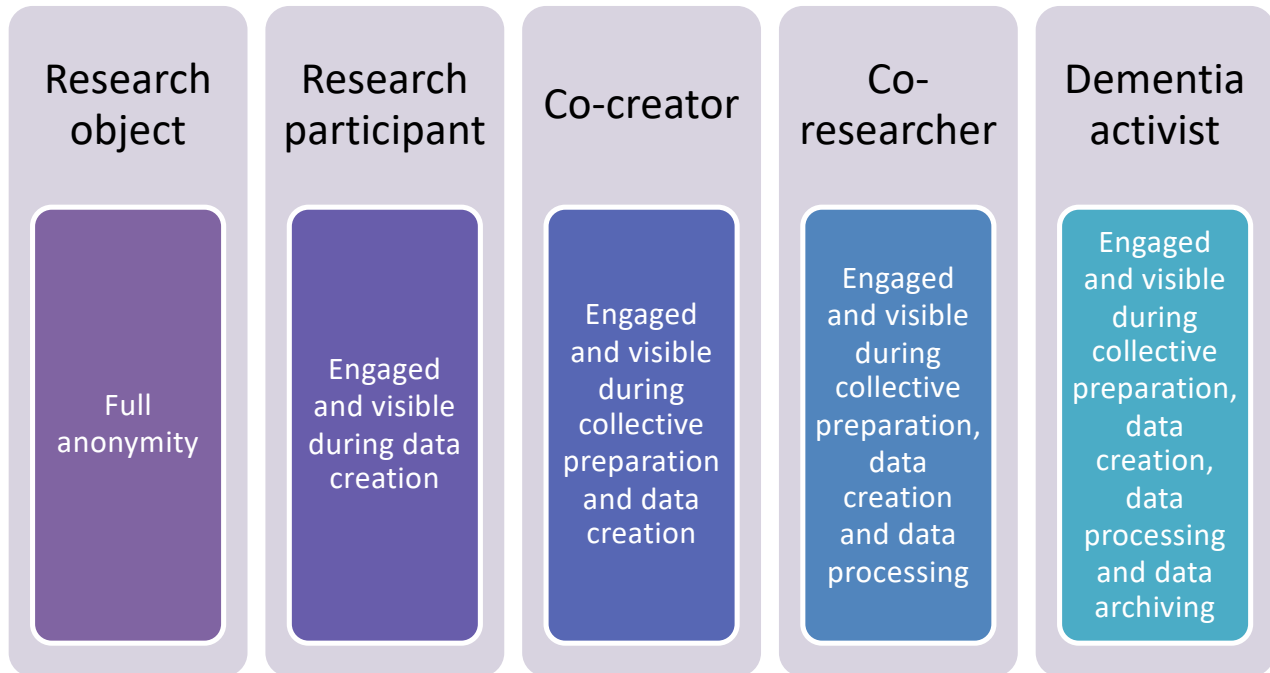 Research
object
Full
anonymity
Research
participant
Engaged
and visible
during data
creation
Co-creator
Engaged
and visible
during
collective
preparation
and data
creation
Co-
researcher
Engaged
and visible
during
collective
preparation,
data
creation
and data
processing
Dementia
activist
Engaged
and visible
during
collective
preparation,
data
creation,
data
processing
and data
archiving